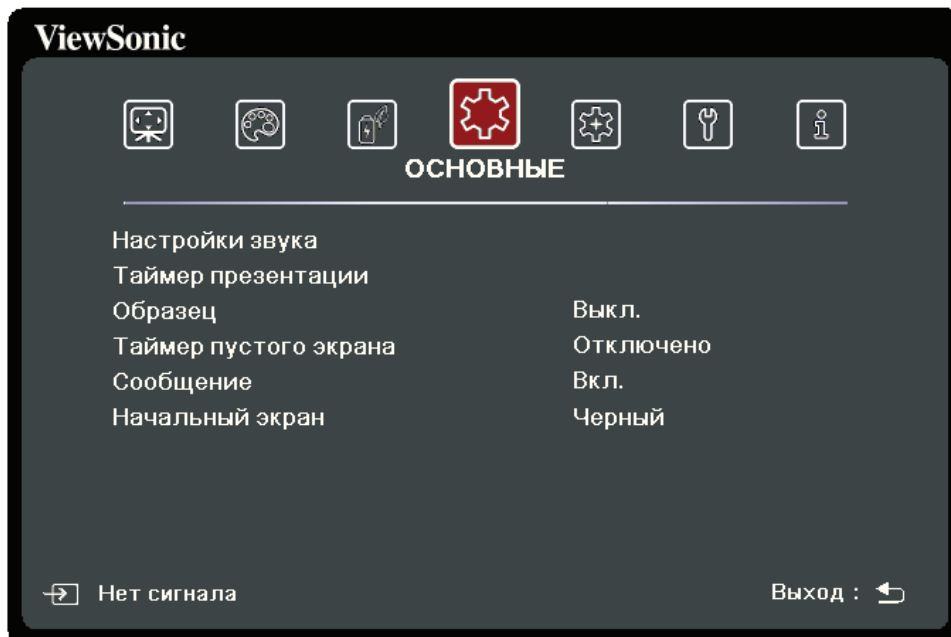 ViewSonic
ОСНОВНЫЕ
Настройки звука
Таймер презентации
Образец Выкл.
Таймер пустого экрана Отключено
Сообщение Вкл.
Начальный экран Черный
Нет сигнала Выход :